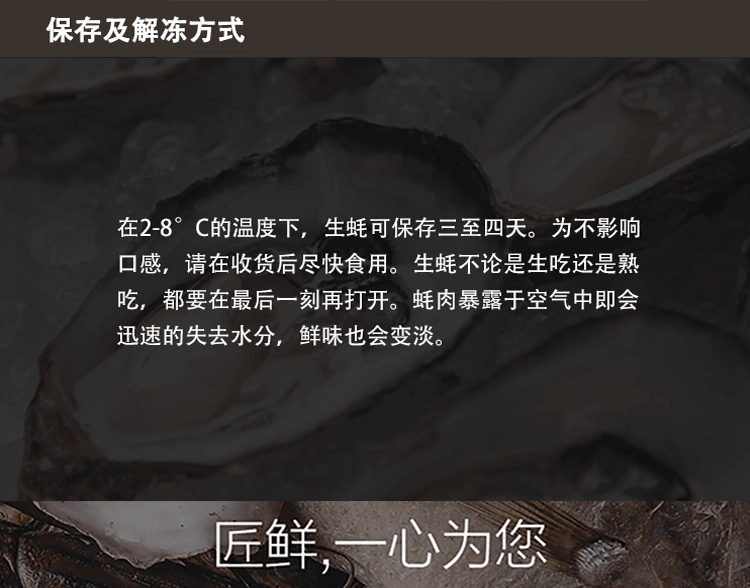 保存及解冻方式
在2-8°C的温度下，生蚝可保存三至四天。为不影响
口感，请在收货后尽快食用。生蚝不论是生吃还是熟
吃，都要在最后一刻再打开。蚝肉暴露于空气中即会
迅速的失去水分，鲜味也会变淡。
匠鲜,一心为您